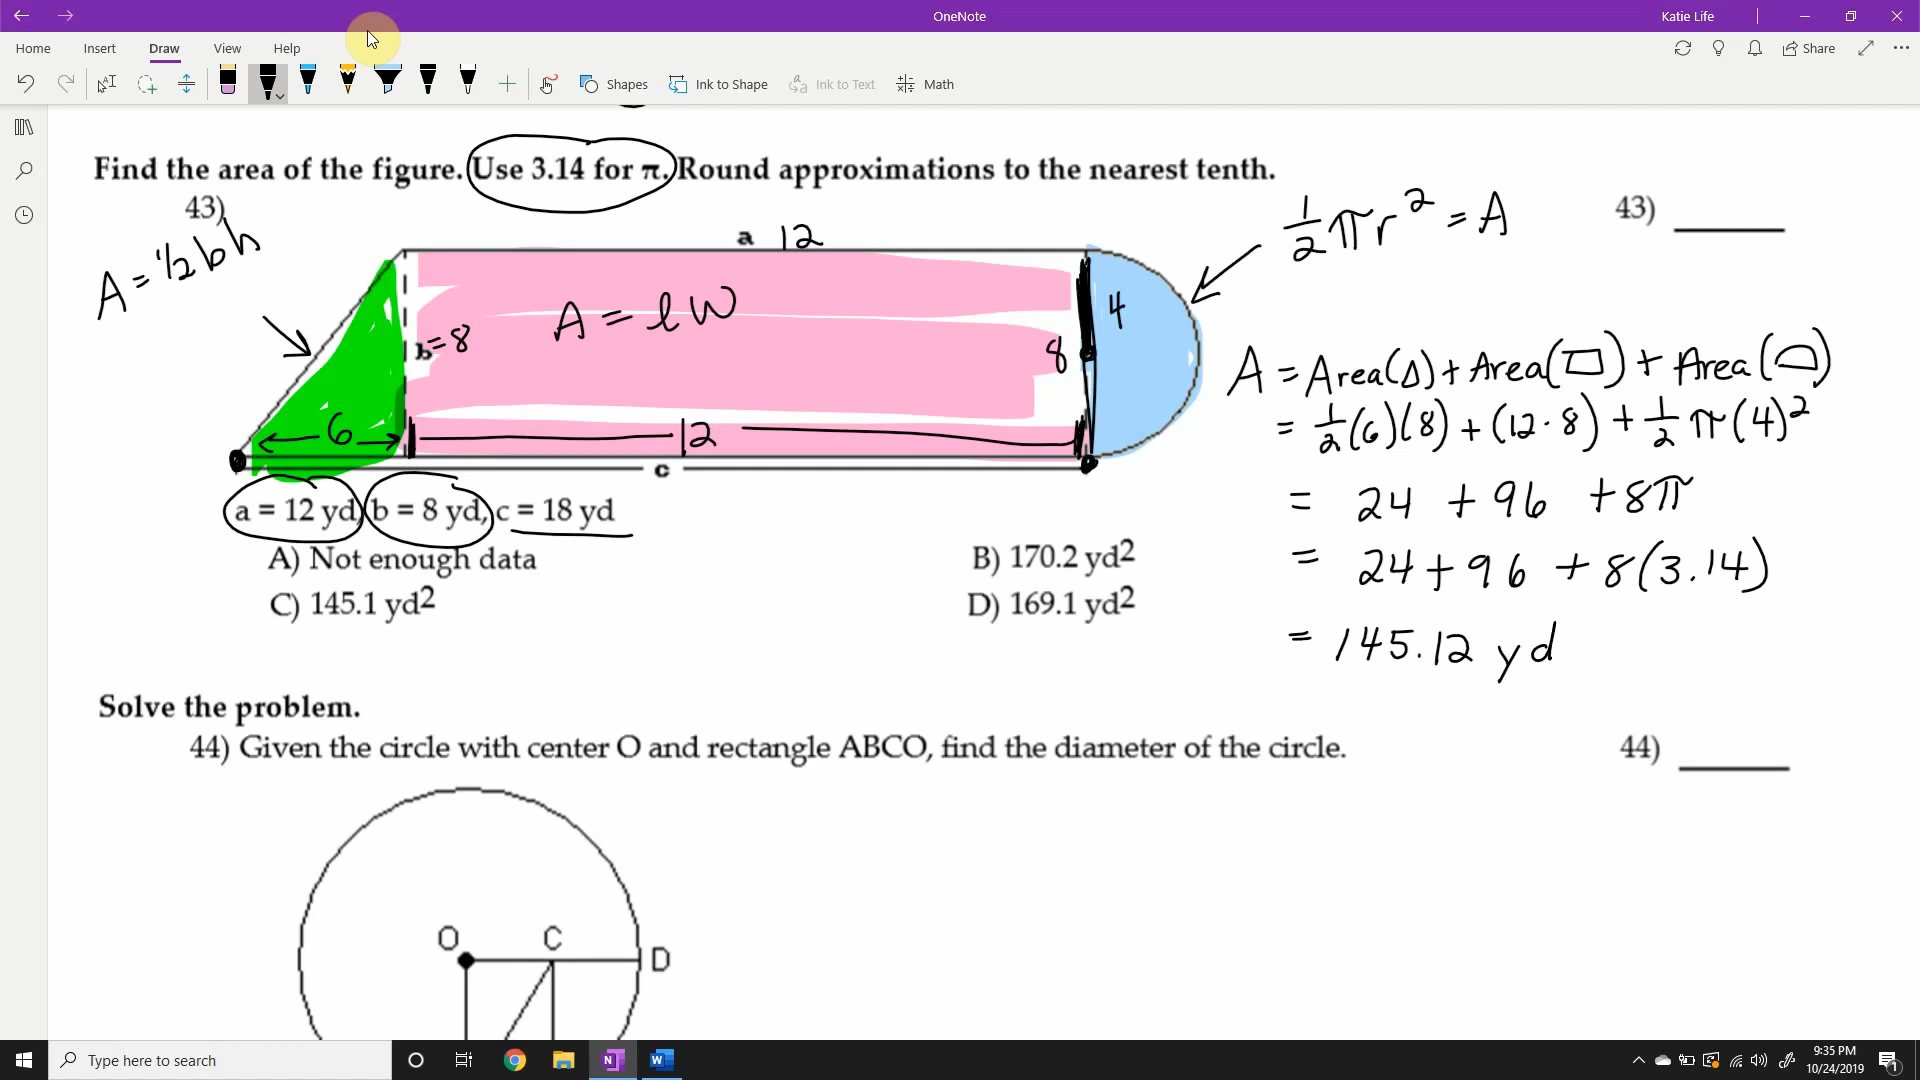 OneNote
Katie Life
Home Insert Draw View Help
Share
Shapes Ink to Shape Ink to Text Math
Find the area of the figure. Use 3.14 for π. Round approximations to the nearest tenth.
43)
43)
A = 1/2 bh
a 12
1/2 πr² = A
A = lw
b = 8
4
8
6
12
c
A = Area(△) + Area(▭) + Area(⌓)
= 1/2 (6)(8) + (12 · 8) + 1/2 π(4)²
= 24 + 96 + 8π
= 24 + 96 + 8(3.14)
= 145.12 yd
a = 12 yd, b = 8 yd, c = 18 yd
A) Not enough data
B) 170.2 yd²
C) 145.1 yd²
D) 169.1 yd²
Solve the problem.
44) Given the circle with center O and rectangle ABCO, find the diameter of the circle.
44)
O C D
Type here to search
9:35 PM
10/24/2019
1